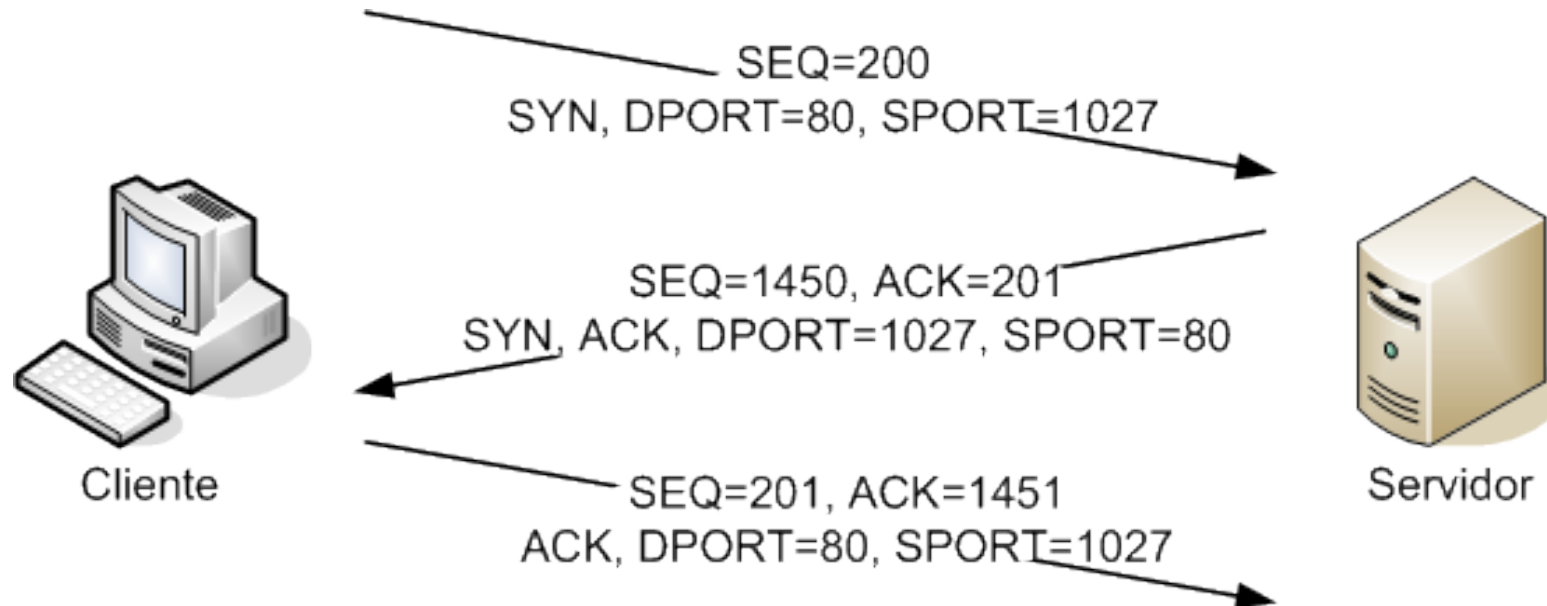 SEQ=200
SYN, DPORT=80, SPORT=1027
SEQ=1450, ACK=201
SYN, ACK, DPORT=1027, SPORT=80
Cliente
Servidor
SEQ=201, ACK=1451
ACK, DPORT=80, SPORT=1027